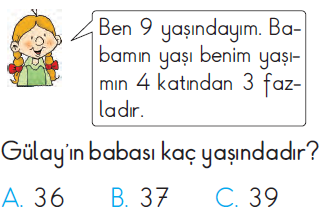 Ben 9 yaşındayım. Ba-
bamın yaşı benim yaşı-
mın 4 katından 3 faz-
ladır.
Gülay'ın babası kaç yaşındadır?
A. 36 B. 37 C. 39